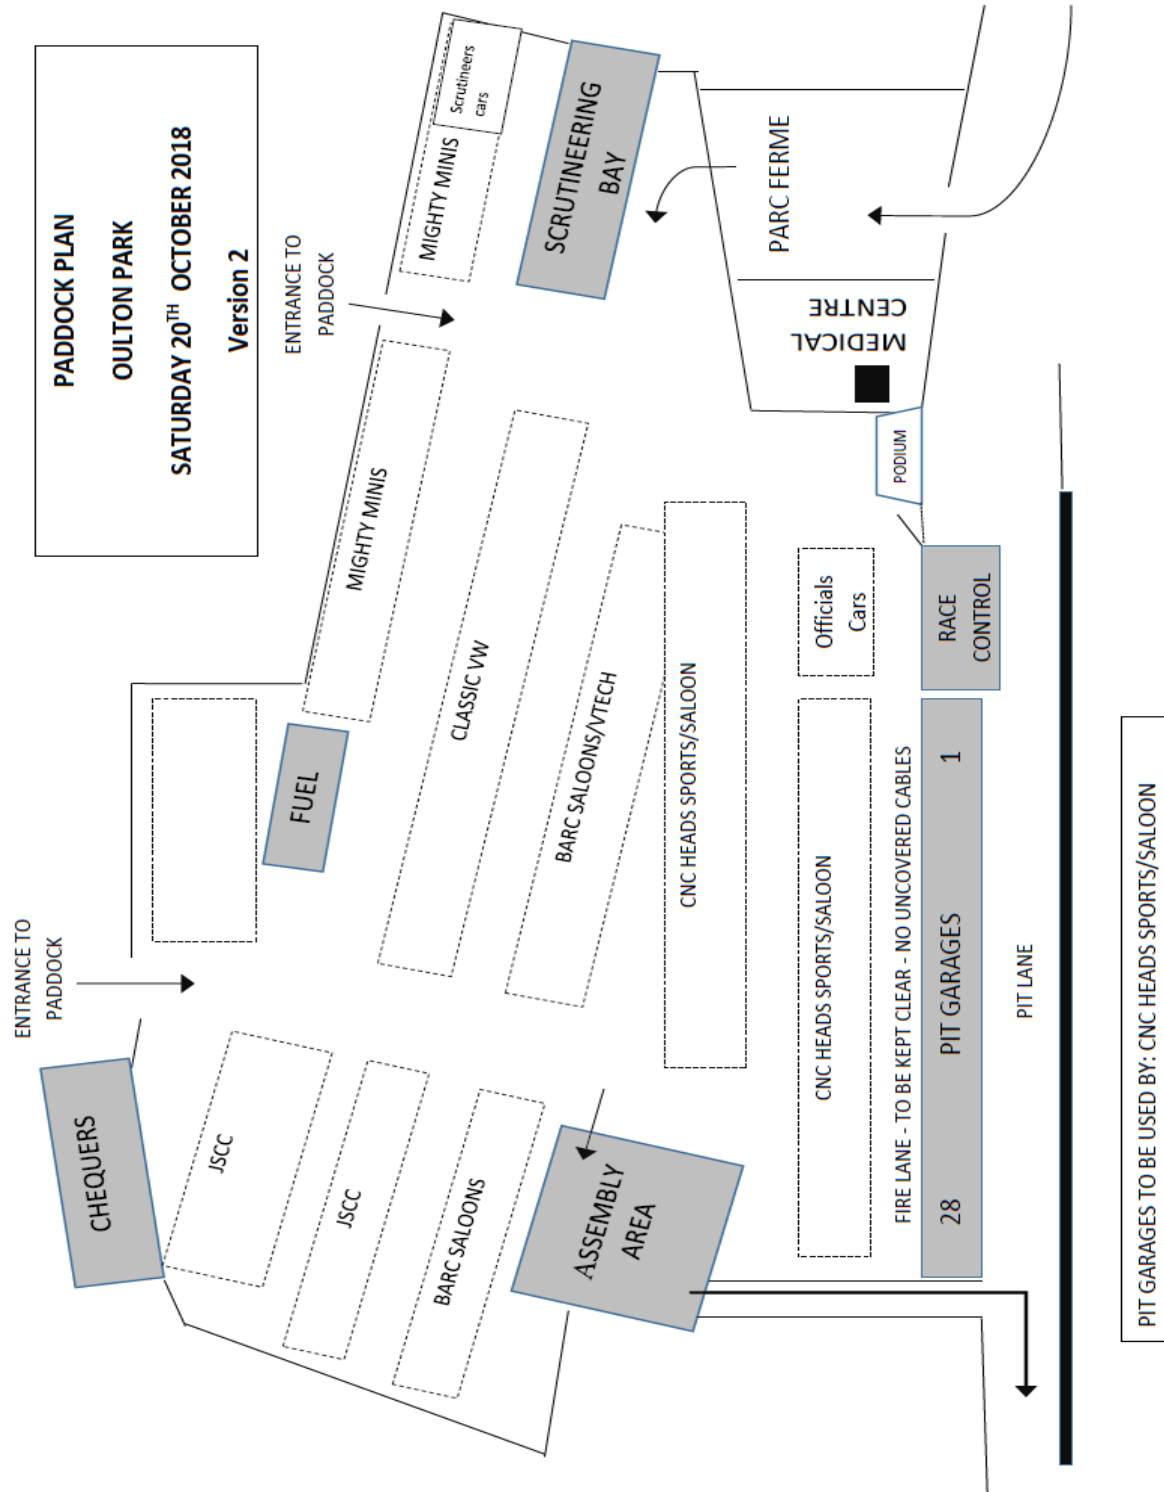 PADDOCK PLAN
OULTON PARK
SATURDAY 20TH OCTOBER 2018
Version 2
ENTRANCE TO
PADDOCK
CHEQUERS
JSCC
JSCC
BARC SALOONS
ASSEMBLY
AREA
FUEL
ENTRANCE TO
PADDOCK
MIGHTY MINIS
MIGHTY MINIS
Scrutineers
cars
SCRUTINEERING
BAY
CLASSIC VW
BARC SALOONS/VTECH
CNC HEADS SPORTS/SALOON
CNC HEADS SPORTS/SALOON
Officials
Cars
PARC FERME
MEDICAL
CENTRE
PODIUM
FIRE LANE - TO BE KEPT CLEAR - NO UNCOVERED CABLES
28 PIT GARAGES 1
RACE
CONTROL
PIT LANE
PIT GARAGES TO BE USED BY: CNC HEADS SPORTS/SALOON